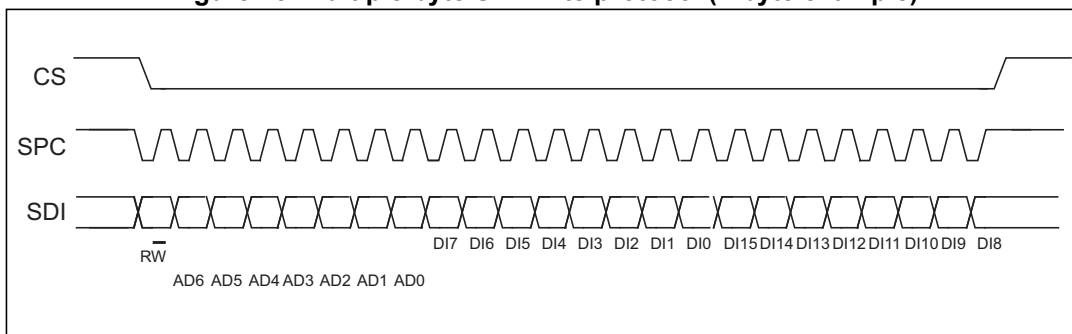 CS
SPC
SDI
RW
DI7 DI6 DI5 DI4 DI3 DI2 DI1 DI0 DI15 DI14 DI13 DI12 DI11 DI10 DI9 DI8
AD6 AD5 AD4 AD3 AD2 AD1 AD0